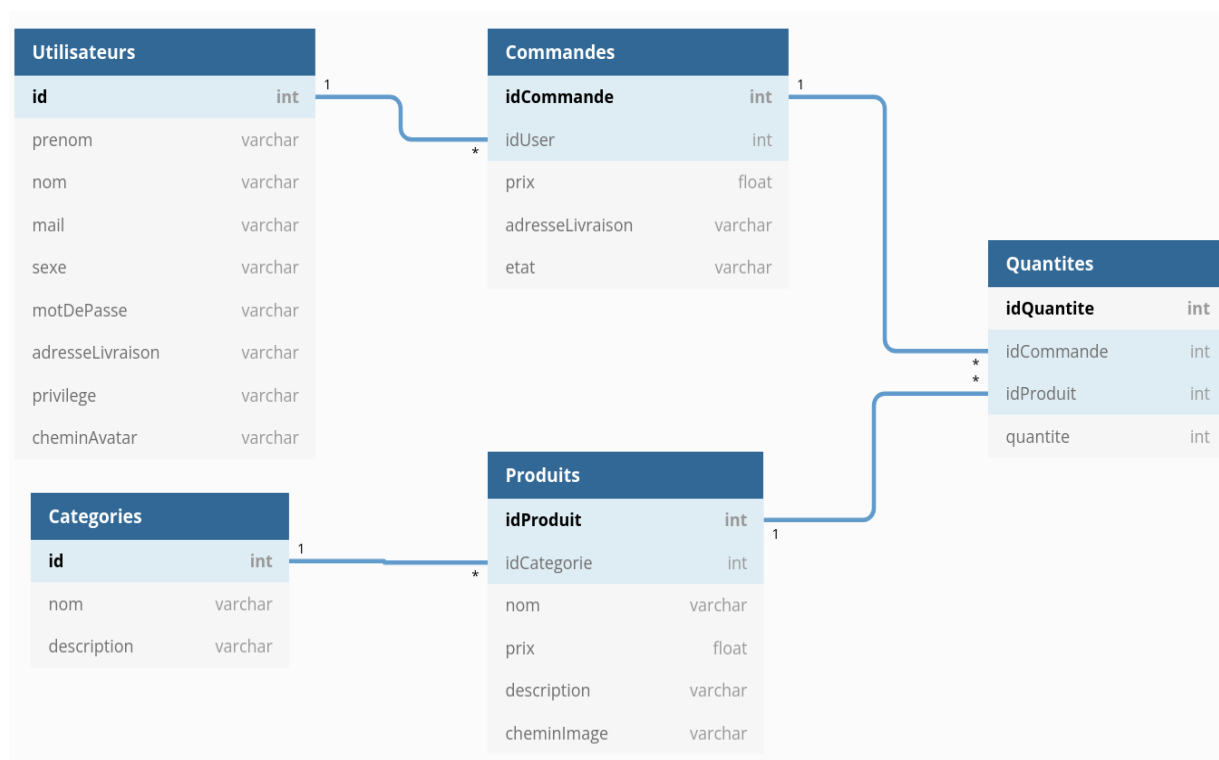 Utilisateurs
id int
prenom varchar
nom varchar
mail varchar
sexe varchar
motDePasse varchar
adresseLivraison varchar
privilege varchar
cheminAvatar varchar
1
*
Commandes
idCommande int
idUser int
prix float
adresseLivraison varchar
etat varchar
1
*
Quantites
idQuantite int
idCommande int
idProduit int
quantite int
Categories
id int
nom varchar
description varchar
1
*
Produits
idProduit int
idCategorie int
nom varchar
prix float
description varchar
cheminImage varchar
1
*